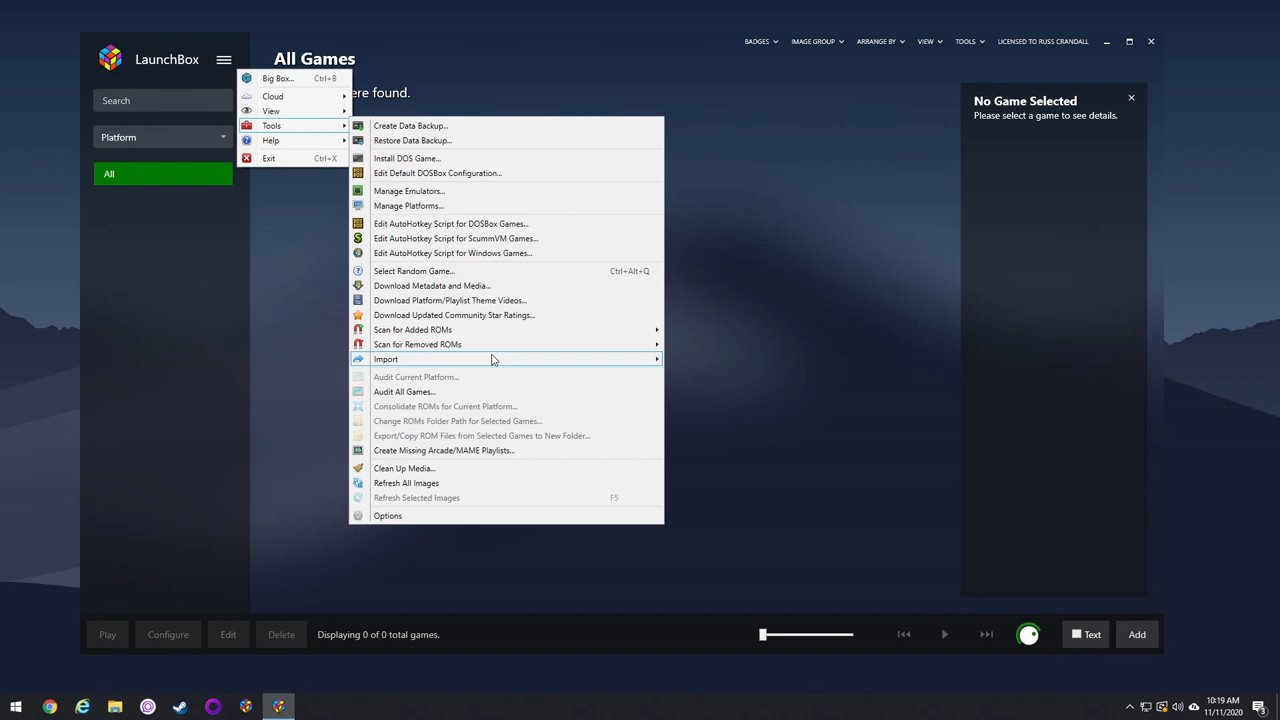 LaunchBox
All Games
BADGES
IMAGE GROUP
ARRANGE BY
VIEW
TOOLS
LICENSED TO RUSS CRANDALL
Search
ere found.
Platform
All
Big Box... Ctrl+B
Cloud
View
Tools
Help
Exit Ctrl+X
Create Data Backup...
Restore Data Backup...
Install DOS Game...
Edit Default DOSBox Configuration...
Manage Emulators...
Manage Platforms...
Edit AutoHotkey Script for DOSBox Games...
Edit AutoHotkey Script for ScummVM Games...
Edit AutoHotkey Script for Windows Games...
Select Random Game... Ctrl+Alt+Q
Download Metadata and Media...
Download Platform/Playlist Theme Videos...
Download Updated Community Star Ratings...
Scan for Added ROMs
Scan for Removed ROMs
Import
Audit Current Platform...
Audit All Games...
Consolidate ROMs for Current Platform...
Change ROMs Folder Path for Selected Games...
Export/Copy ROM Files from Selected Games to New Folder...
Create Missing Arcade/MAME Playlists...
Clean Up Media...
Refresh All Images
Refresh Selected Images F5
Options
No Game Selected
Please select a game to see details.
Play
Configure
Edit
Delete
Displaying 0 of 0 total games.
Text
Add
10:19 AM
11/11/2020
3